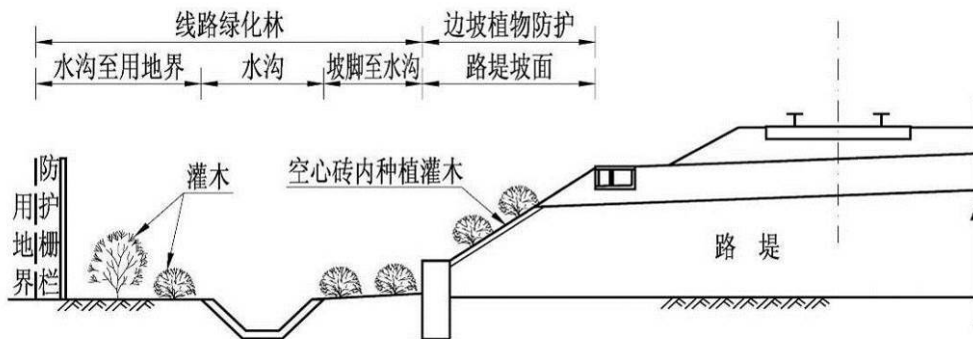 线路绿化林
边坡植物防护
水沟至用地界
水沟
坡脚至水沟
路堤坡面
防护栅栏
用地界
灌木
空心砖内种植灌木
路堤